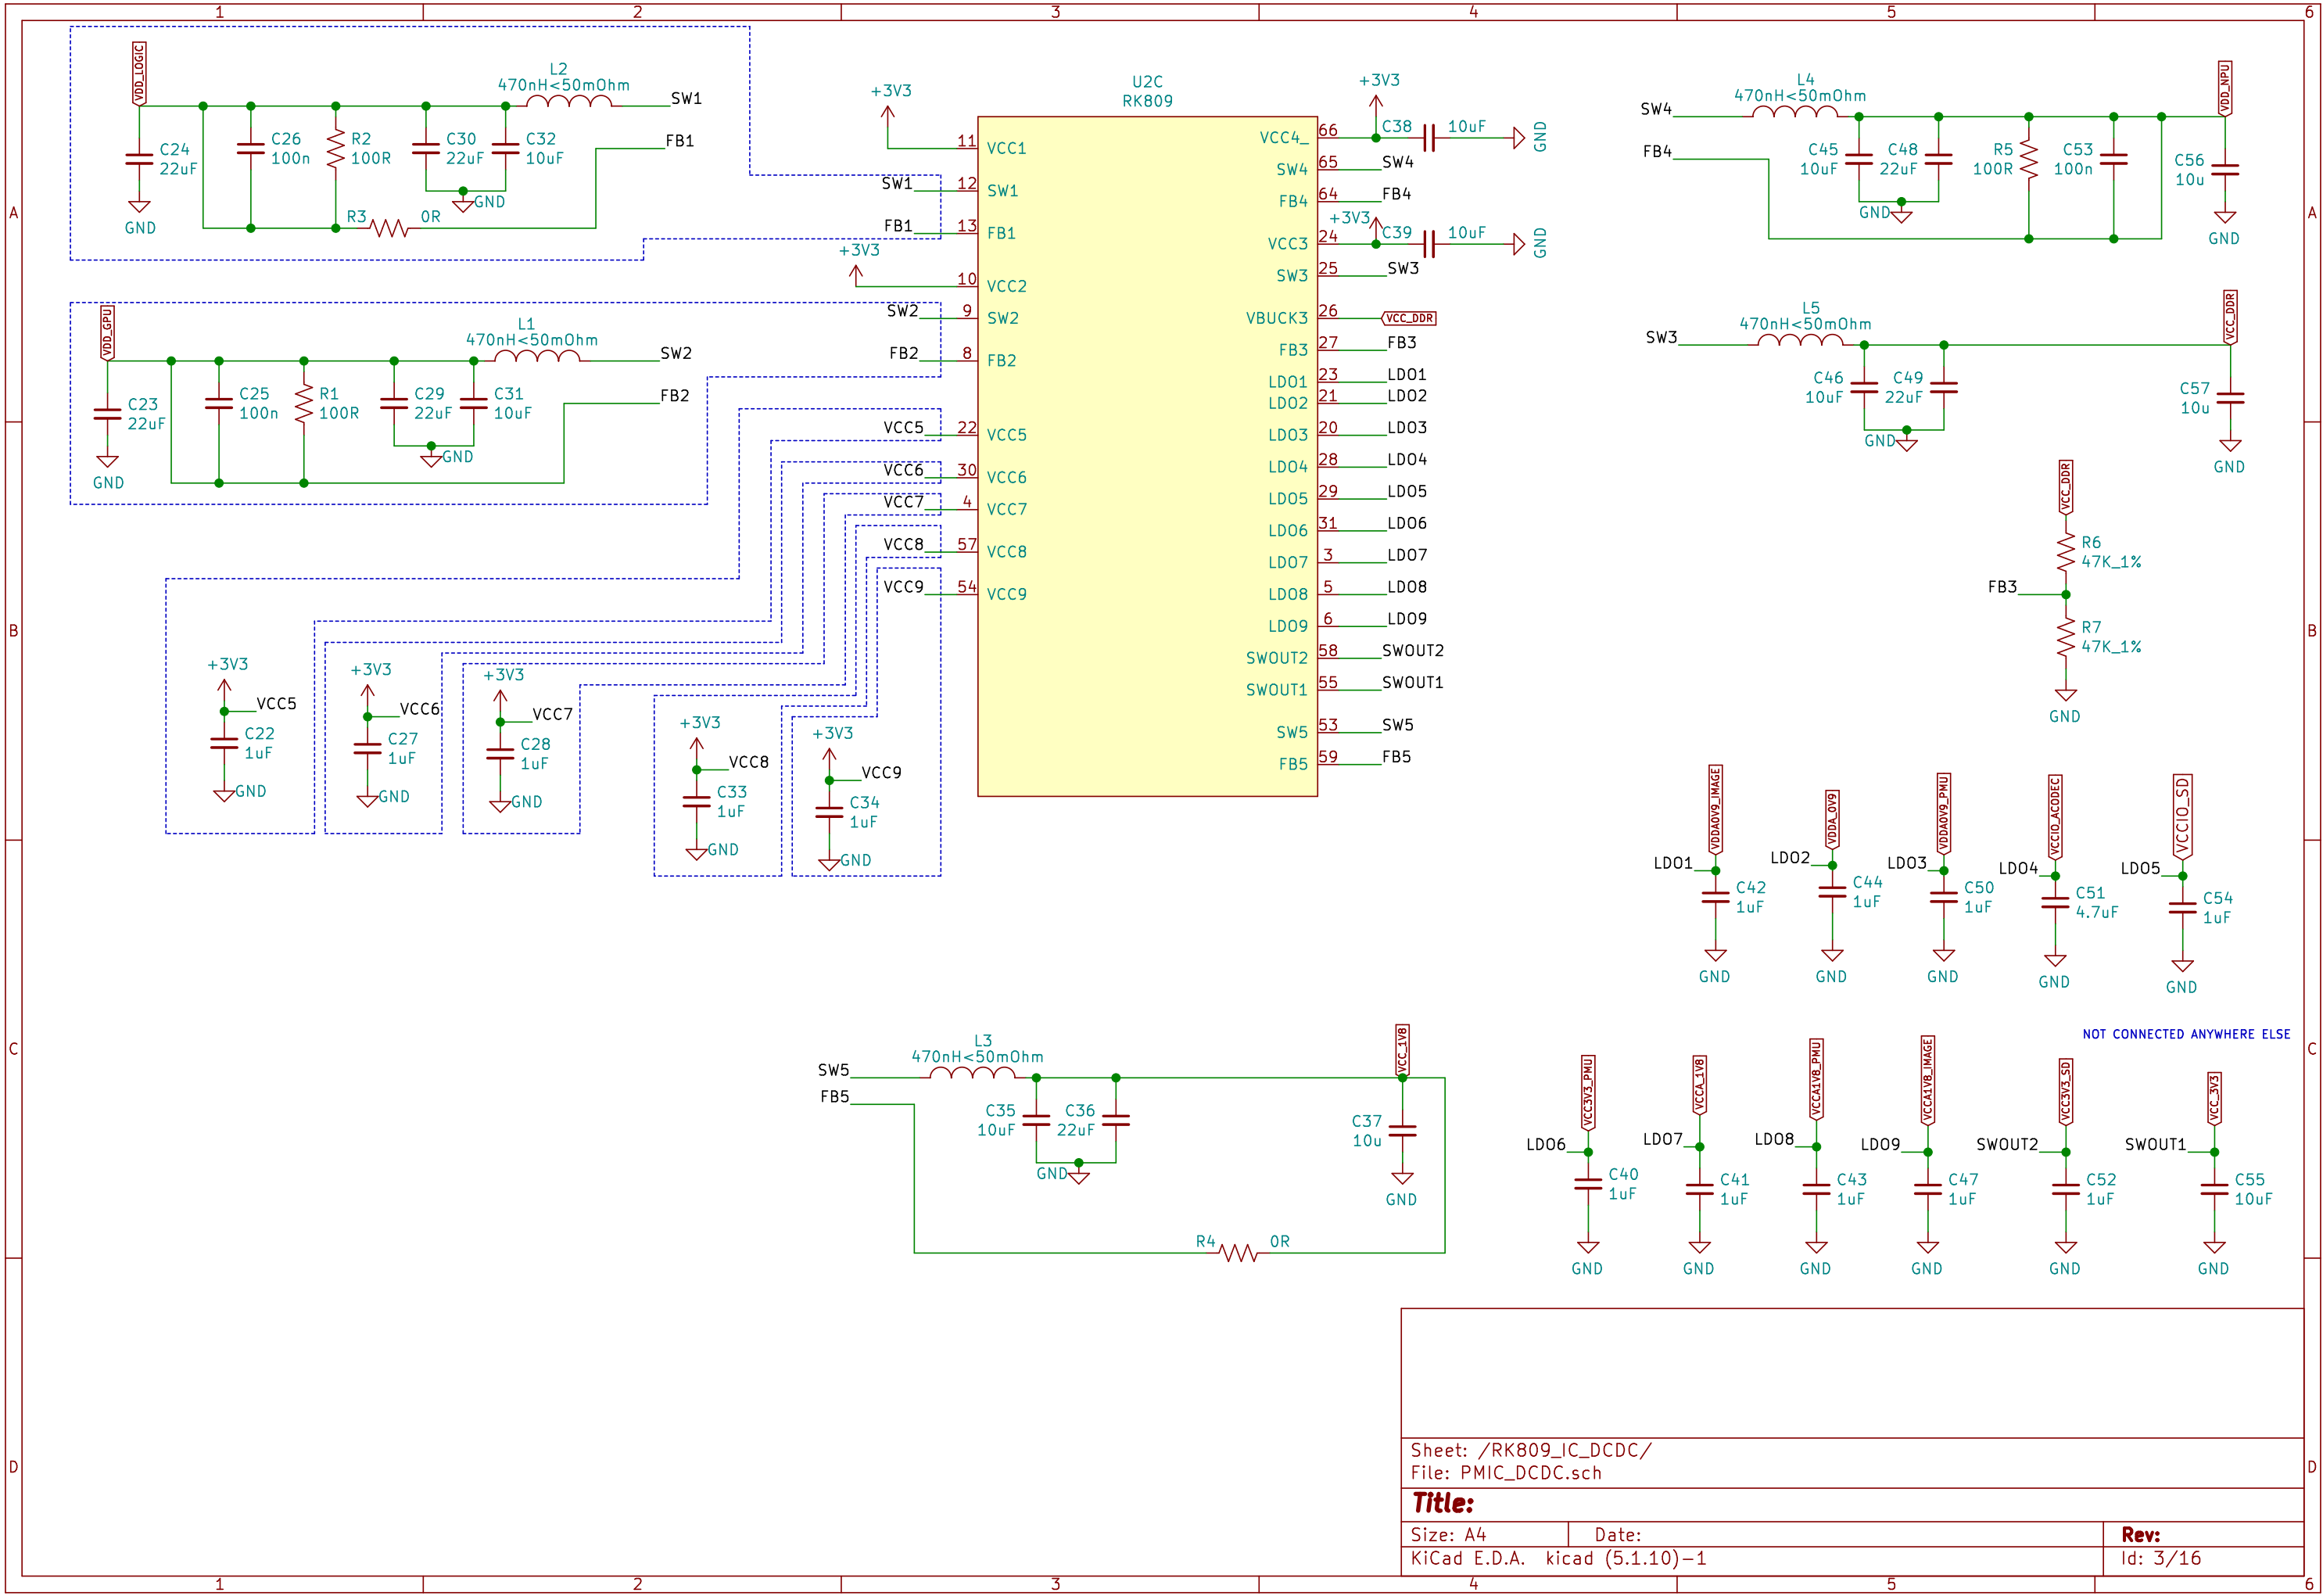 1 2 3 4 5 6
A
B
C
D
A
B
C
D
VDD_LOGIC
L2
470nH<50mOhm
SW1
C24
22uF
GND
C26
100n
R2
100R
C30
22uF
C32
10uF
GND
FB1
R3 0R
VDD_GPU
L1
470nH<50mOhm
SW2
C23
22uF
GND
C25
100n
R1
100R
C29
22uF
C31
10uF
GND
FB2
+3V3
SW1
FB1
+3V3
SW2
FB2
VCC5
VCC6
VCC7
VCC8
VCC9
U2C
RK809
11 VCC1
12 SW1
13 FB1
10 VCC2
9 SW2
8 FB2
22 VCC5
30 VCC6
4 VCC7
57 VCC8
54 VCC9
VCC4_ 66
SW4 65 SW4
FB4 64 FB4
VCC3 24
SW3 25 SW3
VBUCK3 26 VCC_DDR
FB3 27 FB3
LDO1 23 LDO1
LDO2 21 LDO2
LDO3 20 LDO3
LDO4 28 LDO4
LDO5 29 LDO5
LDO6 31 LDO6
LDO7 3 LDO7
LDO8 5 LDO8
LDO9 6 LDO9
SWOUT2 58 SWOUT2
SWOUT1 55 SWOUT1
SW5 53 SW5
FB5 59 FB5
+3V3
C38 10uF
GND
+3V3
C39 10uF
GND
SW4
L4
470nH<50mOhm
VDD_NPU
FB4
C45
10uF
C48
22uF
GND
R5
100R
C53
100n
C56
10u
GND
SW3
L5
470nH<50mOhm
VCC_DDR
C46
10uF
C49
22uF
GND
C57
10u
GND
VCC_DDR
R6
47K_1%
FB3
R7
47K_1%
GND
+3V3
VCC5
C22
1uF
GND
+3V3
VCC6
C27
1uF
GND
+3V3
VCC7
C28
1uF
GND
+3V3
VCC8
C33
1uF
GND
+3V3
VCC9
C34
1uF
GND
VDDA0V9_IMAGE
LDO1
C42
1uF
GND
VDDA_0V9
LDO2
C44
1uF
GND
VDDA0V9_PMU
LDO3
C50
1uF
GND
VCCIO_ACODEC
LDO4
C51
4.7uF
GND
VCCIO_SD
LDO5
C54
1uF
GND
NOT CONNECTED ANYWHERE ELSE
SW5
L3
470nH<50mOhm
FB5
C35
10uF
C36
22uF
GND
VCC_1V8
C37
10u
GND
R4 0R
VCC3V3_PMU
LDO6
C40
1uF
GND
VCCA_1V8
LDO7
C41
1uF
GND
VCCA1V8_PMU
LDO8
C43
1uF
GND
VCCA1V8_IMAGE
LDO9
C47
1uF
GND
VCC3V3_SD
SWOUT2
C52
1uF
GND
VCC_3V3
SWOUT1
C55
10uF
GND
Sheet: /RK809_IC_DCDC/
File: PMIC_DCDC.sch
Title:
Size: A4 Date: Rev:
KiCad E.D.A. kicad (5.1.10)-1 Id: 3/16
1 2 3 4 5 6